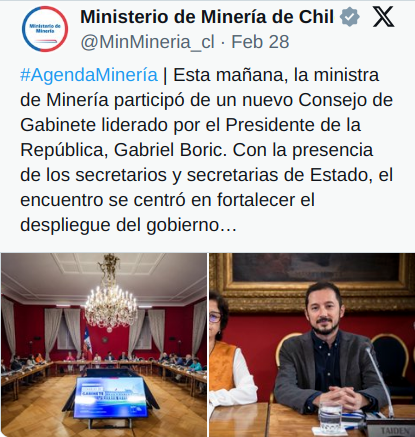 Ministerio de Minería de Chil
@MinMineria_cl · Feb 28
#AgendaMinería | Esta mañana, la ministra
de Minería participó de un nuevo Consejo de
Gabinete liderado por el Presidente de la
República, Gabriel Boric. Con la presencia
de los secretarios y secretarias de Estado, el
encuentro se centró en fortalecer el
despliegue del gobierno…
Ministerio de
Minería
GABINETE